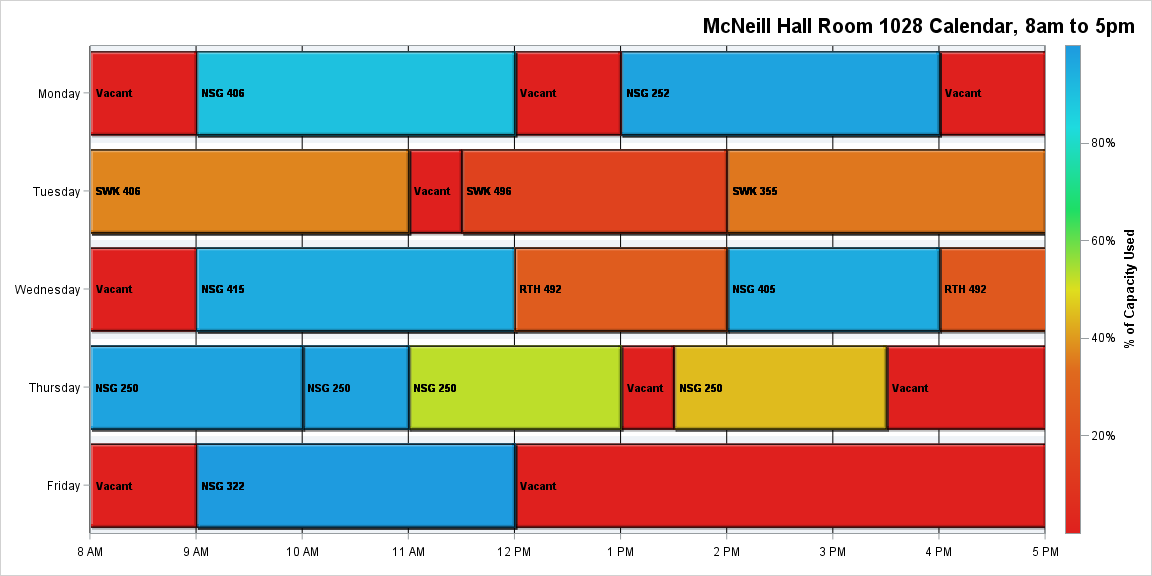 McNeill Hall Room 1028 Calendar, 8am to 5pm
Monday
Vacant
NSG 406
Vacant
NSG 252
Vacant
Tuesday
SWK 406
Vacant
SWK 496
SWK 355
Wednesday
Vacant
NSG 415
RTH 492
NSG 405
RTH 492
Thursday
NSG 250
NSG 250
NSG 250
Vacant
NSG 250
Vacant
Friday
Vacant
NSG 322
Vacant
8 AM
9 AM
10 AM
11 AM
12 PM
1 PM
2 PM
3 PM
4 PM
5 PM
80%
60%
40%
20%
% of Capacity Used